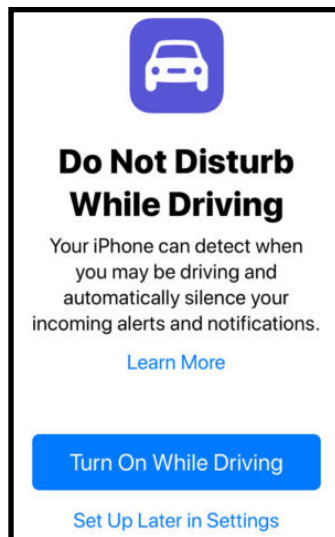 Do Not Disturb
While Driving
Your iPhone can detect when
you may be driving and
automatically silence your
incoming alerts and notifications.
Learn More
Turn On While Driving
Set Up Later in Settings